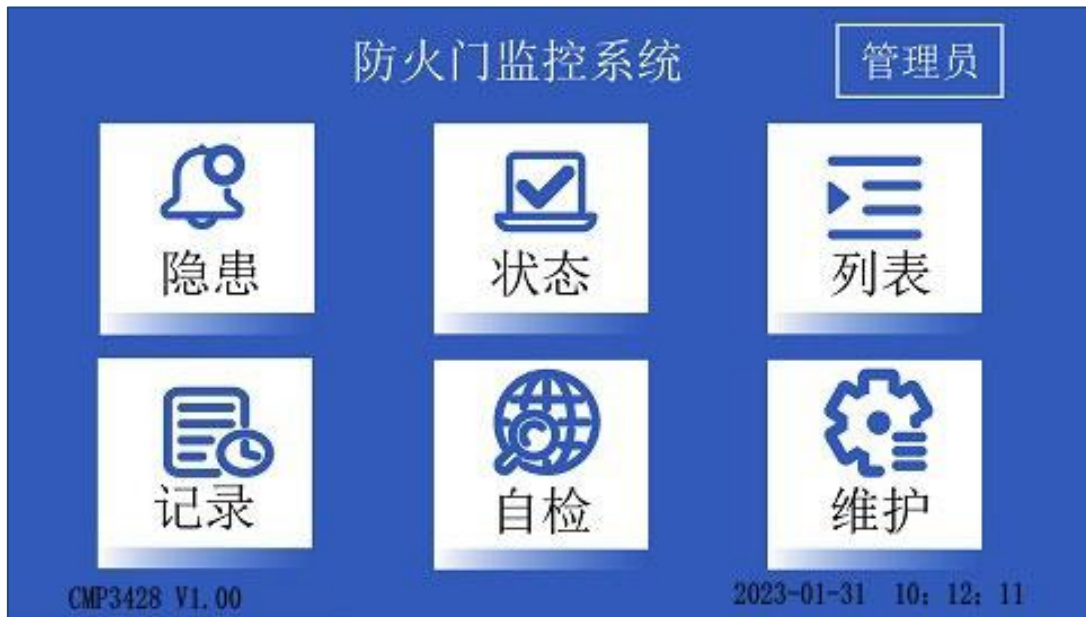 防火门监控系统
管理员
隐患
状态
列表
记录
自检
维护
CMP3428 V1.00
2023-01-31 10:12:11